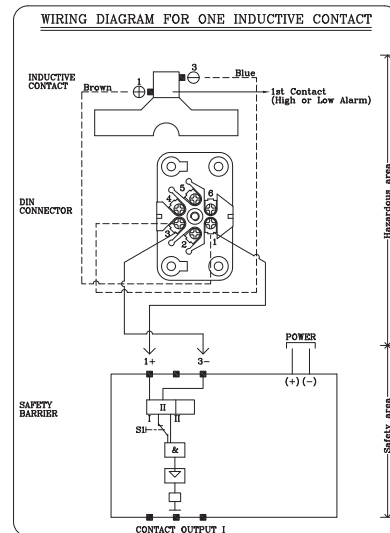 WIRING DIAGRAM FOR ONE INDUCTIVE CONTACT
INDUCTIVE
CONTACT
Brown
1
3
Blue
1st Contact
(High or Low Alarm)
Hazardous area
DIN
CONNECTOR
5
4
6
3
2
1
POWER
1+
3-
(+) (-)
SAFETY
BARRIER
II
I
II
S1
&
Safety area
CONTACT OUTPUT I